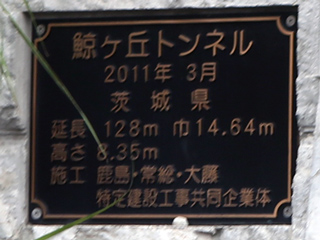 鯨ヶ丘トンネル
2011年 3月
茨城県
延長 128m 巾14.64m
高さ 8.35m
施工 鹿島・常総・大藤
特定建設工事共同企業体